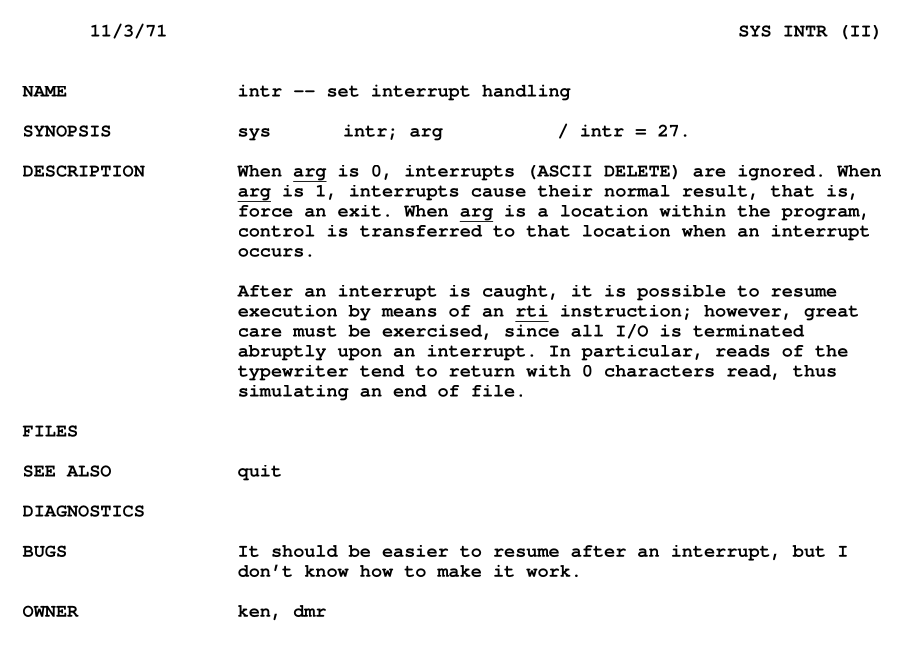 11/3/71 SYS INTR (II)
NAME intr -- set interrupt handling
SYNOPSIS sys intr; arg / intr = 27.
DESCRIPTION When arg is 0, interrupts (ASCII DELETE) are ignored. When
arg is 1, interrupts cause their normal result, that is,
force an exit. When arg is a location within the program,
control is transferred to that location when an interrupt
occurs.
After an interrupt is caught, it is possible to resume
execution by means of an rti instruction; however, great
care must be exercised, since all I/O is terminated
abruptly upon an interrupt. In particular, reads of the
typewriter tend to return with 0 characters read, thus
simulating an end of file.
FILES
SEE ALSO quit
DIAGNOSTICS
BUGS It should be easier to resume after an interrupt, but I
don't know how to make it work.
OWNER ken, dmr